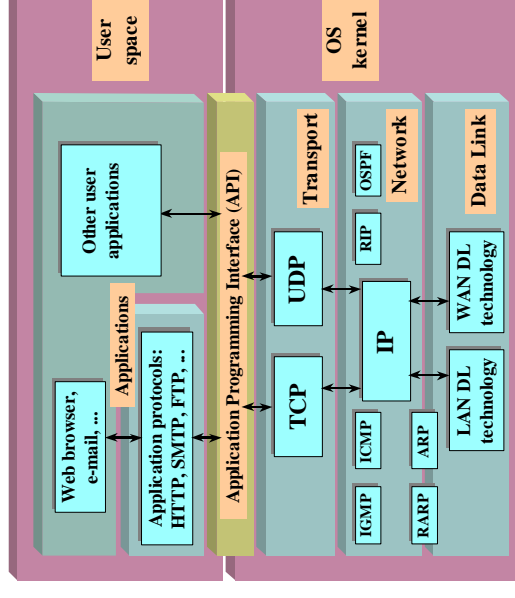 User
space
Web browser,
e-mail, ...
Other user
applications
Applications
Application protocols:
HTTP, SMTP, FTP, ...
Application Programming Interface (API)
OS
kernel
TCP
UDP
Transport
IGMP
ICMP
IP
RIP
OSPF
Network
RARP
ARP
LAN DL
technology
WAN DL
technology
Data Link